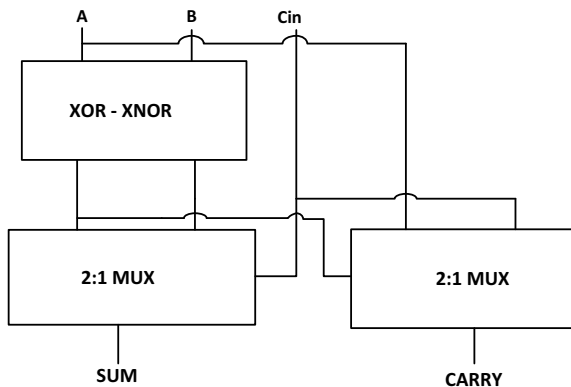 A B Cin
XOR - XNOR
2:1 MUX 2:1 MUX
SUM CARRY